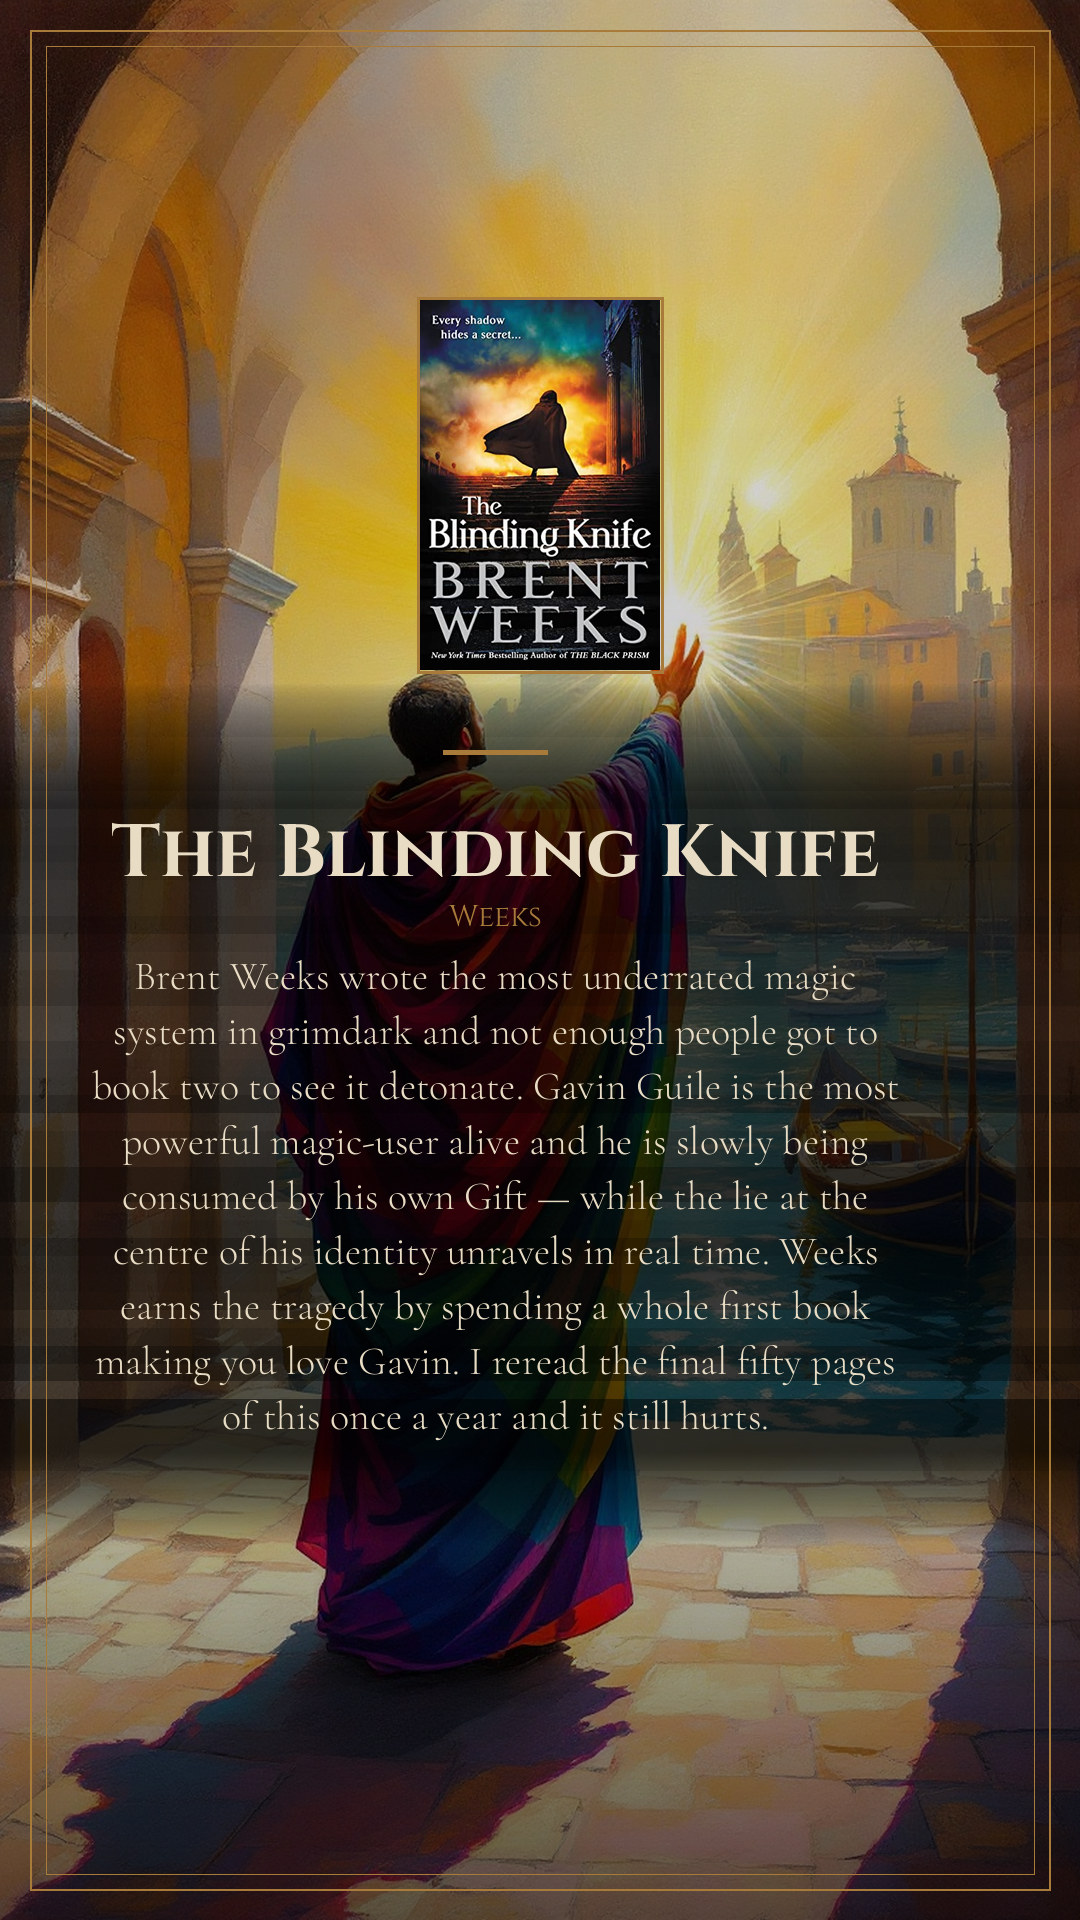 Every shadow
hides a secret...
The
Blinding Knife
BRENT
WEEKS
New York Times Bestselling Author of THE BLACK PRISM
The Blinding Knife
Weeks
Brent Weeks wrote the most underrated magic
system in grimdark and not enough people got to
book two to see it detonate. Gavin Guile is the most
powerful magic-user alive and he is slowly being
consumed by his own Gift — while the lie at the
centre of his identity unravels in real time. Weeks
earns the tragedy by spending a whole first book
making you love Gavin. I reread the final fifty pages
of this once a year and it still hurts.